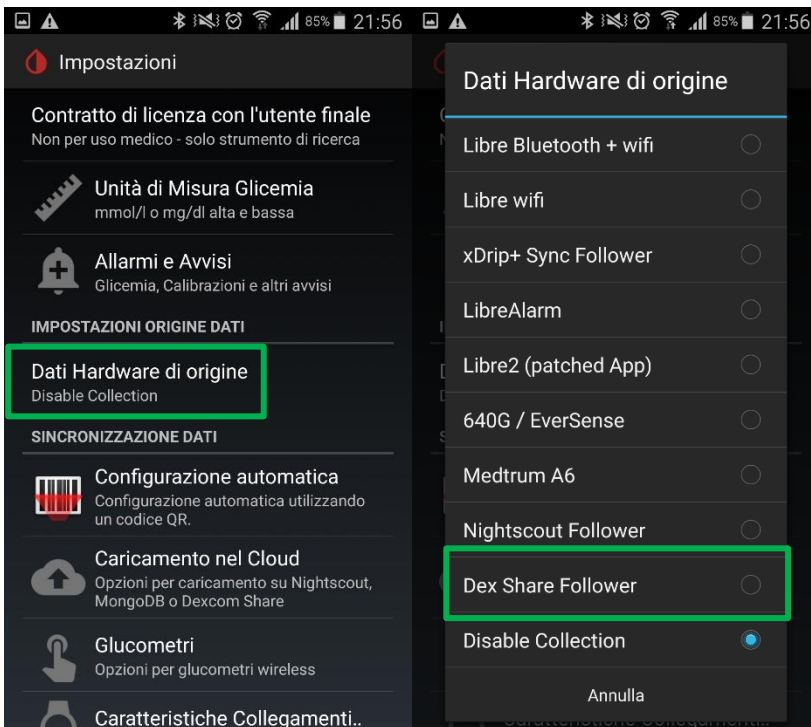 85% 21:56
Impostazioni
Contratto di licenza con l'utente finale
Non per uso medico - solo strumento di ricerca
Unità di Misura Glicemia
mmol/l o mg/dl alta e bassa
Allarmi e Avvisi
Glicemia, Calibrazioni e altri avvisi
IMPOSTAZIONI ORIGINE DATI
Dati Hardware di origine
Disable Collection
SINCRONIZZAZIONE DATI
Configurazione automatica
Configurazione automatica utilizzando
un codice QR.
Caricamento nel Cloud
Opzioni per caricamento su Nightscout,
MongoDB o Dexcom Share
Glucometri
Opzioni per glucometri wireless
Caratteristiche Collegamenti..
85% 21:56
Dati Hardware di origine
Libre Bluetooth + wifi
Libre wifi
xDrip+ Sync Follower
LibreAlarm
Libre2 (patched App)
640G / EverSense
Medtrum A6
Nightscout Follower
Dex Share Follower
Disable Collection
Annulla